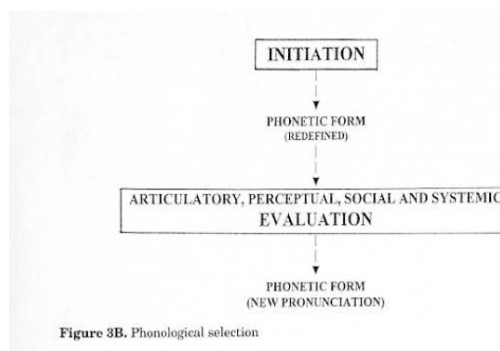 INITIATION
PHONETIC FORM
(REDEFINED)
ARTICULATORY, PERCEPTUAL, SOCIAL AND SYSTEMIC
EVALUATION
PHONETIC FORM
(NEW PRONUNCIATION)
Figure 3B. Phonological selection